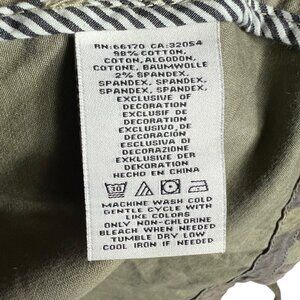 RN: 66170 CA: 32054
98% COTTON,
COTON, ALGODON,
COTONE, BAUMWOLLE
2% SPANDEX,
SPANDEX, SPANDEX,
SPANDEX, SPANDEX,
EXCLUSIVE OF
DECORATION
EXCLUSIF DE
DECORATION
EXCLUSIVO DE
DECORACIÓN
ESCLUSIVA DI
DECORAZIONE
EXKLUSIVE DER
DEKORATION
HECHO EN CHINA
30
MACHINE WASH COLD
GENTLE CYCLE WITH
LIKE COLORS
ONLY NON-CHLORINE
BLEACH WHEN NEEDED
TUMBLE DRY LOW
COOL IRON IF NEEDED